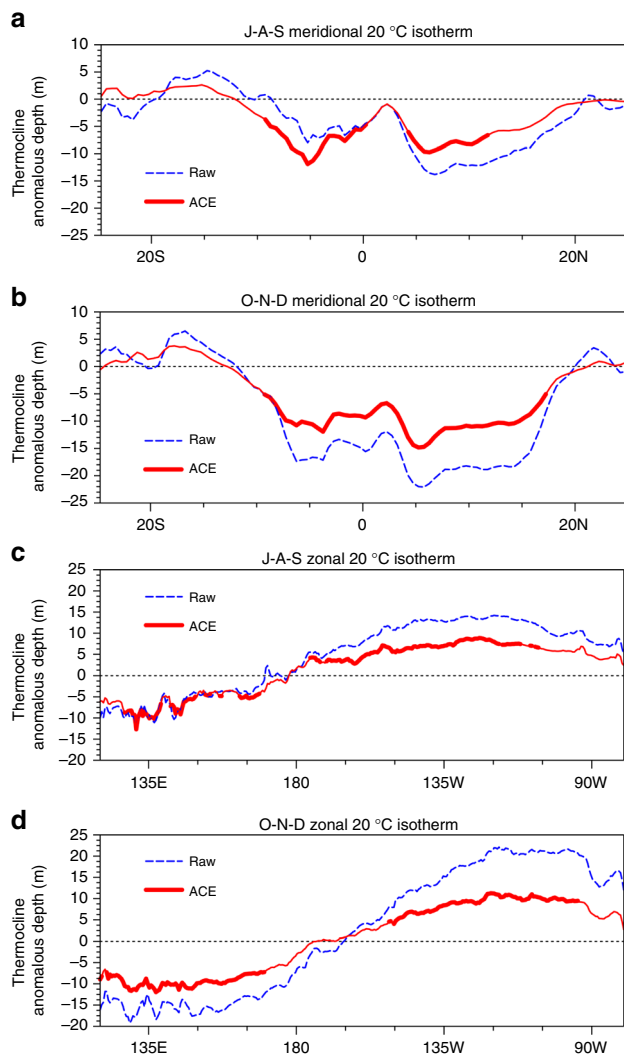 a
J-A-S meridional 20 °C isotherm
Thermocline
anomalous depth (m)
10
5
0
−5
−10
−15
−20
−25
Raw
ACE
20S
0
20N
b
O-N-D meridional 20 °C isotherm
Thermocline
anomalous depth (m)
10
5
0
−5
−10
−15
−20
−25
Raw
ACE
20S
0
20N
c
J-A-S zonal 20 °C isotherm
Thermocline
anomalous depth (m)
25
20
15
10
5
0
−5
−10
−15
−20
Raw
ACE
135E
180
135W
90W
d
O-N-D zonal 20 °C isotherm
Thermocline
anomalous depth (m)
25
20
15
10
5
0
−5
−10
−15
−20
Raw
ACE
135E
180
135W
90W